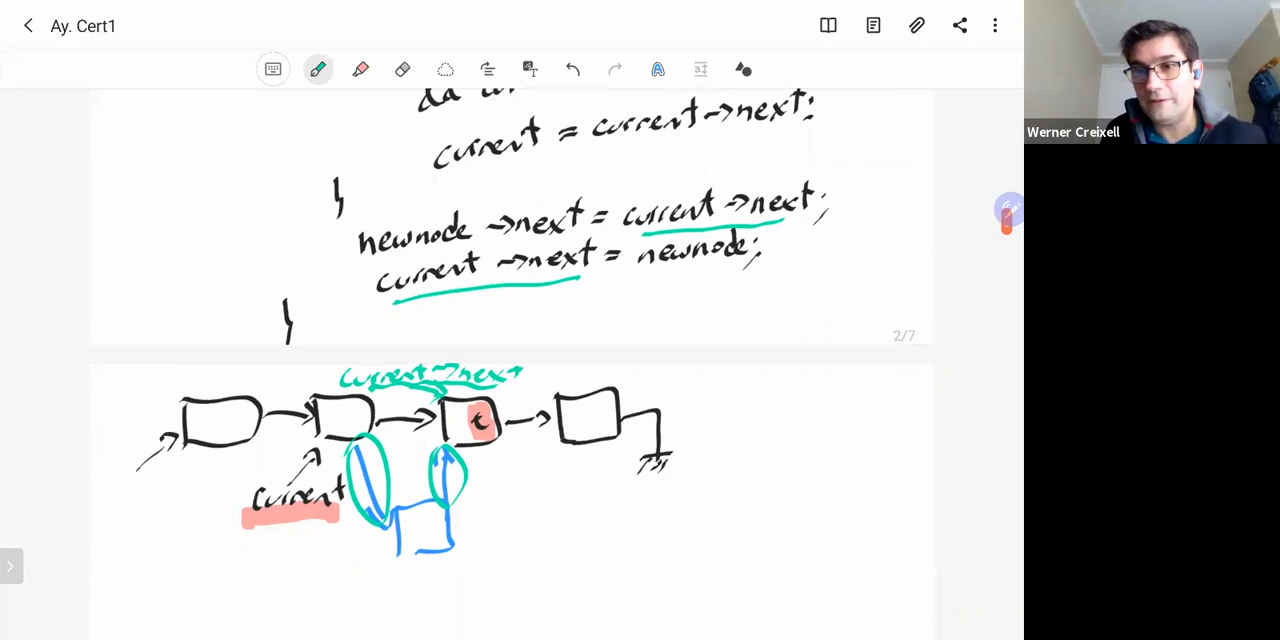 Ay. Cert1
Werner Creixell
current = current->next;
}
newnode ->next = current ->next;
current ->next = newnode;
}
2/7
current->next
t
current